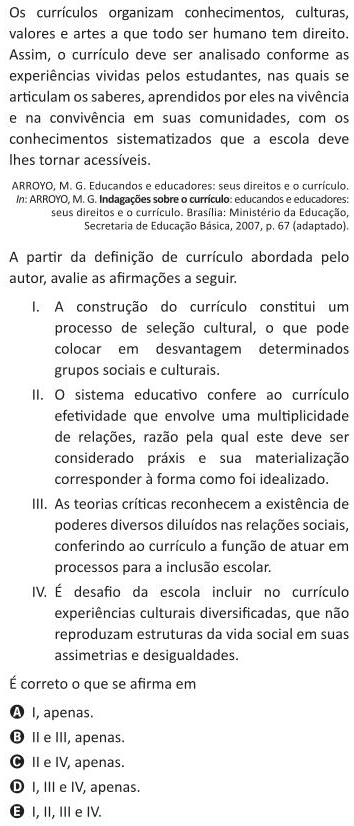 Os currículos organizam conhecimentos, culturas,
valores e artes a que todo ser humano tem direito.
Assim, o currículo deve ser analisado conforme as
experiências vividas pelos estudantes, nas quais se
articulam os saberes, aprendidos por eles na vivência
e na convivência em suas comunidades, com os
conhecimentos sistematizados que a escola deve
lhes tornar acessíveis.
ARROYO, M. G. Educandos e educadores: seus direitos e o currículo.
In: ARROYO, M. G. Indagações sobre o currículo: educandos e educadores:
seus direitos e o currículo. Brasília: Ministério da Educação,
Secretaria de Educação Básica, 2007, p. 67 (adaptado).
A partir da definição de currículo abordada pelo
autor, avalie as afirmações a seguir.
I. A construção do currículo constitui um
processo de seleção cultural, o que pode
colocar em desvantagem determinados
grupos sociais e culturais.
II. O sistema educativo confere ao currículo
efetividade que envolve uma multiplicidade
de relações, razão pela qual este deve ser
considerado práxis e sua materialização
corresponder à forma como foi idealizado.
III. As teorias críticas reconhecem a existência de
poderes diversos diluídos nas relações sociais,
conferindo ao currículo a função de atuar em
processos para a inclusão escolar.
IV. É desafio da escola incluir no currículo
experiências culturais diversificadas, que não
reproduzam estruturas da vida social em suas
assimetrias e desigualdades.
É correto o que se afirma em
A I, apenas.
B II e III, apenas.
C II e IV, apenas.
D I, III e IV, apenas.
E I, II, III e IV.